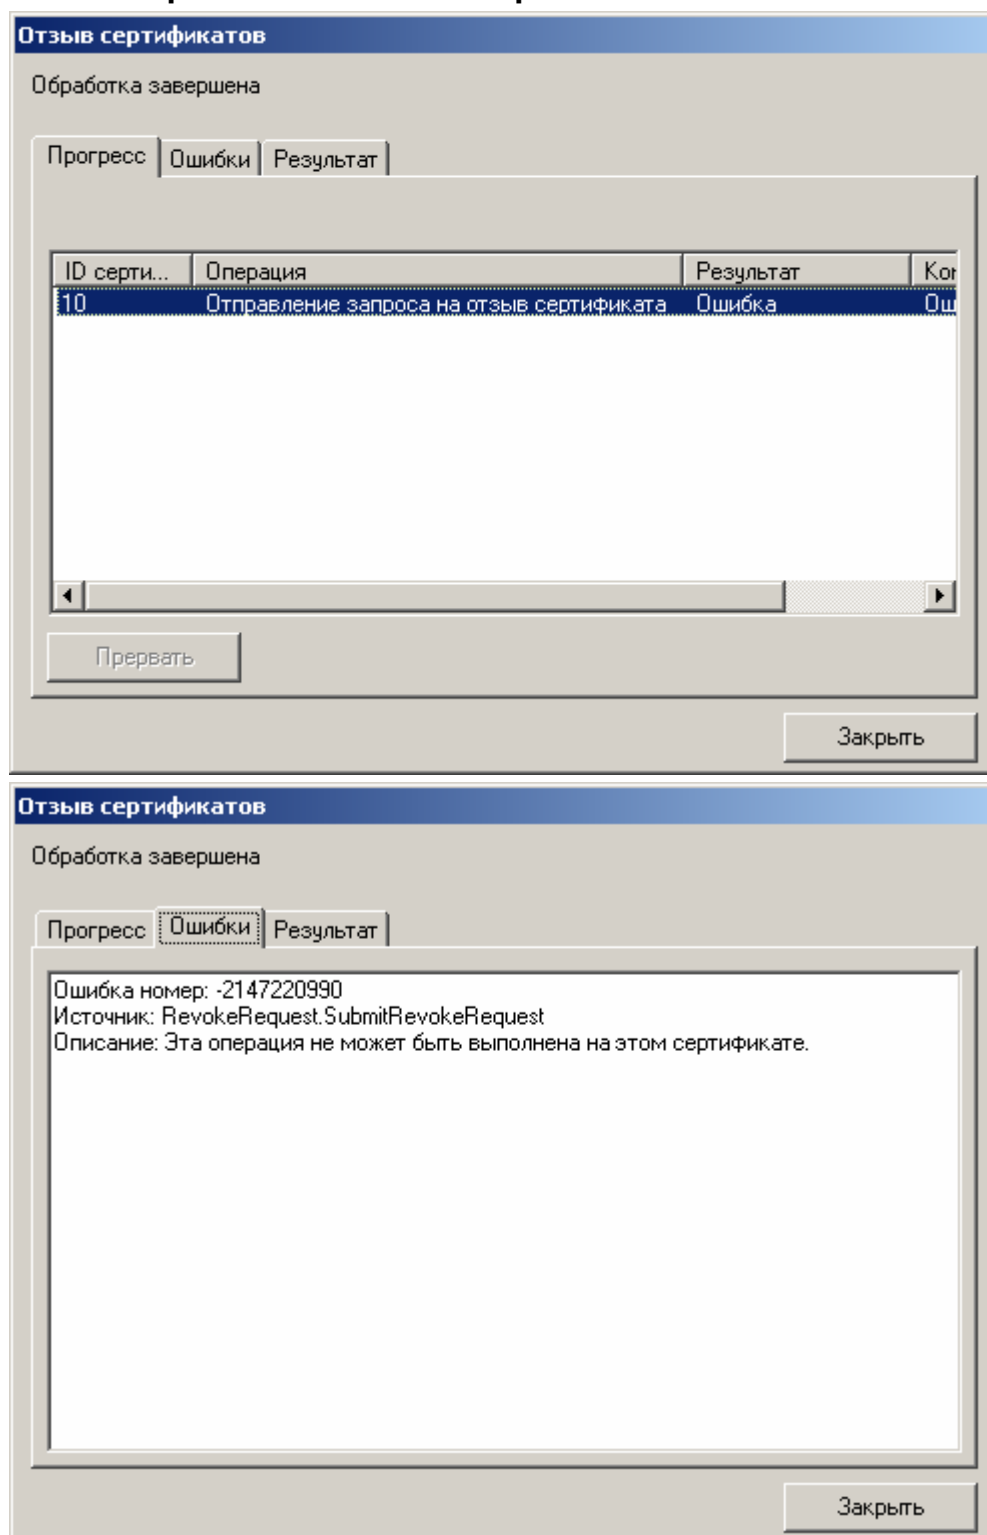 Отзыв сертификатов
Обработка завершена
Прогресс Ошибки Результат
ID серти... Операция Результат Ког
10 Отправление запроса на отзыв сертификата Ошибка Ош
Прервать
Закрыть
Отзыв сертификатов
Обработка завершена
Прогресс Ошибки Результат
Ошибка номер: -2147220990
Источник: RevokeRequest.SubmitRevokeRequest
Описание: Эта операция не может быть выполнена на этом сертификате.
Закрыть